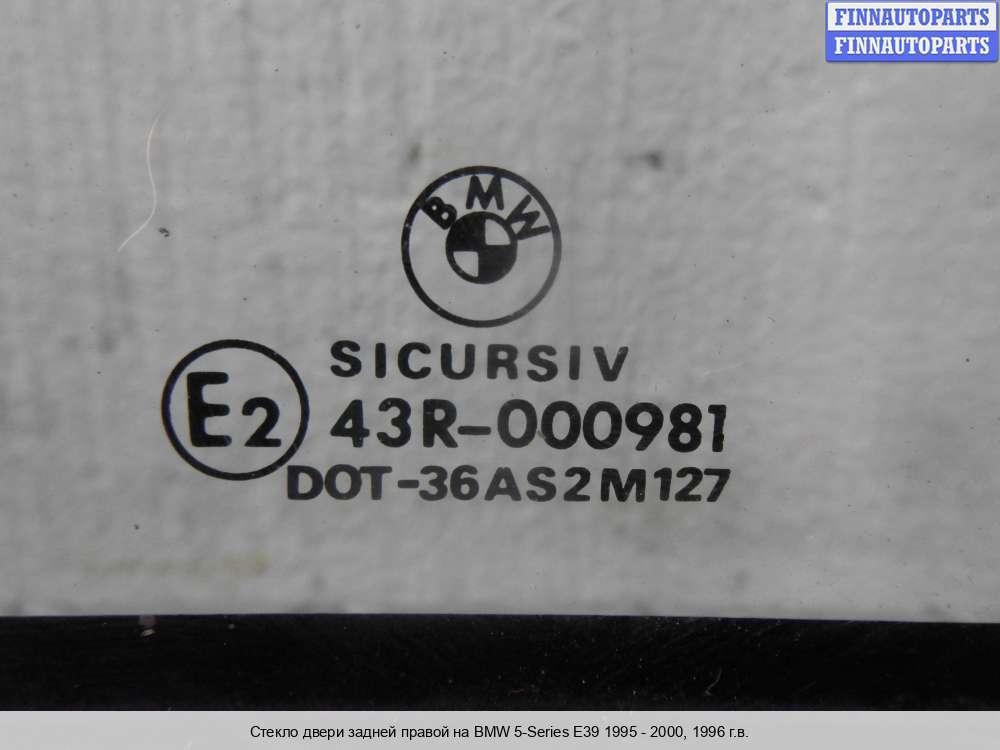 FINNAUTOPARTS
FINNAUTOPARTS
BMW
SICURSIV
E2 43R-000981
DOT-36AS2M127
Стекло двери задней правой на BMW 5-Series E39 1995 - 2000, 1996 г.в.